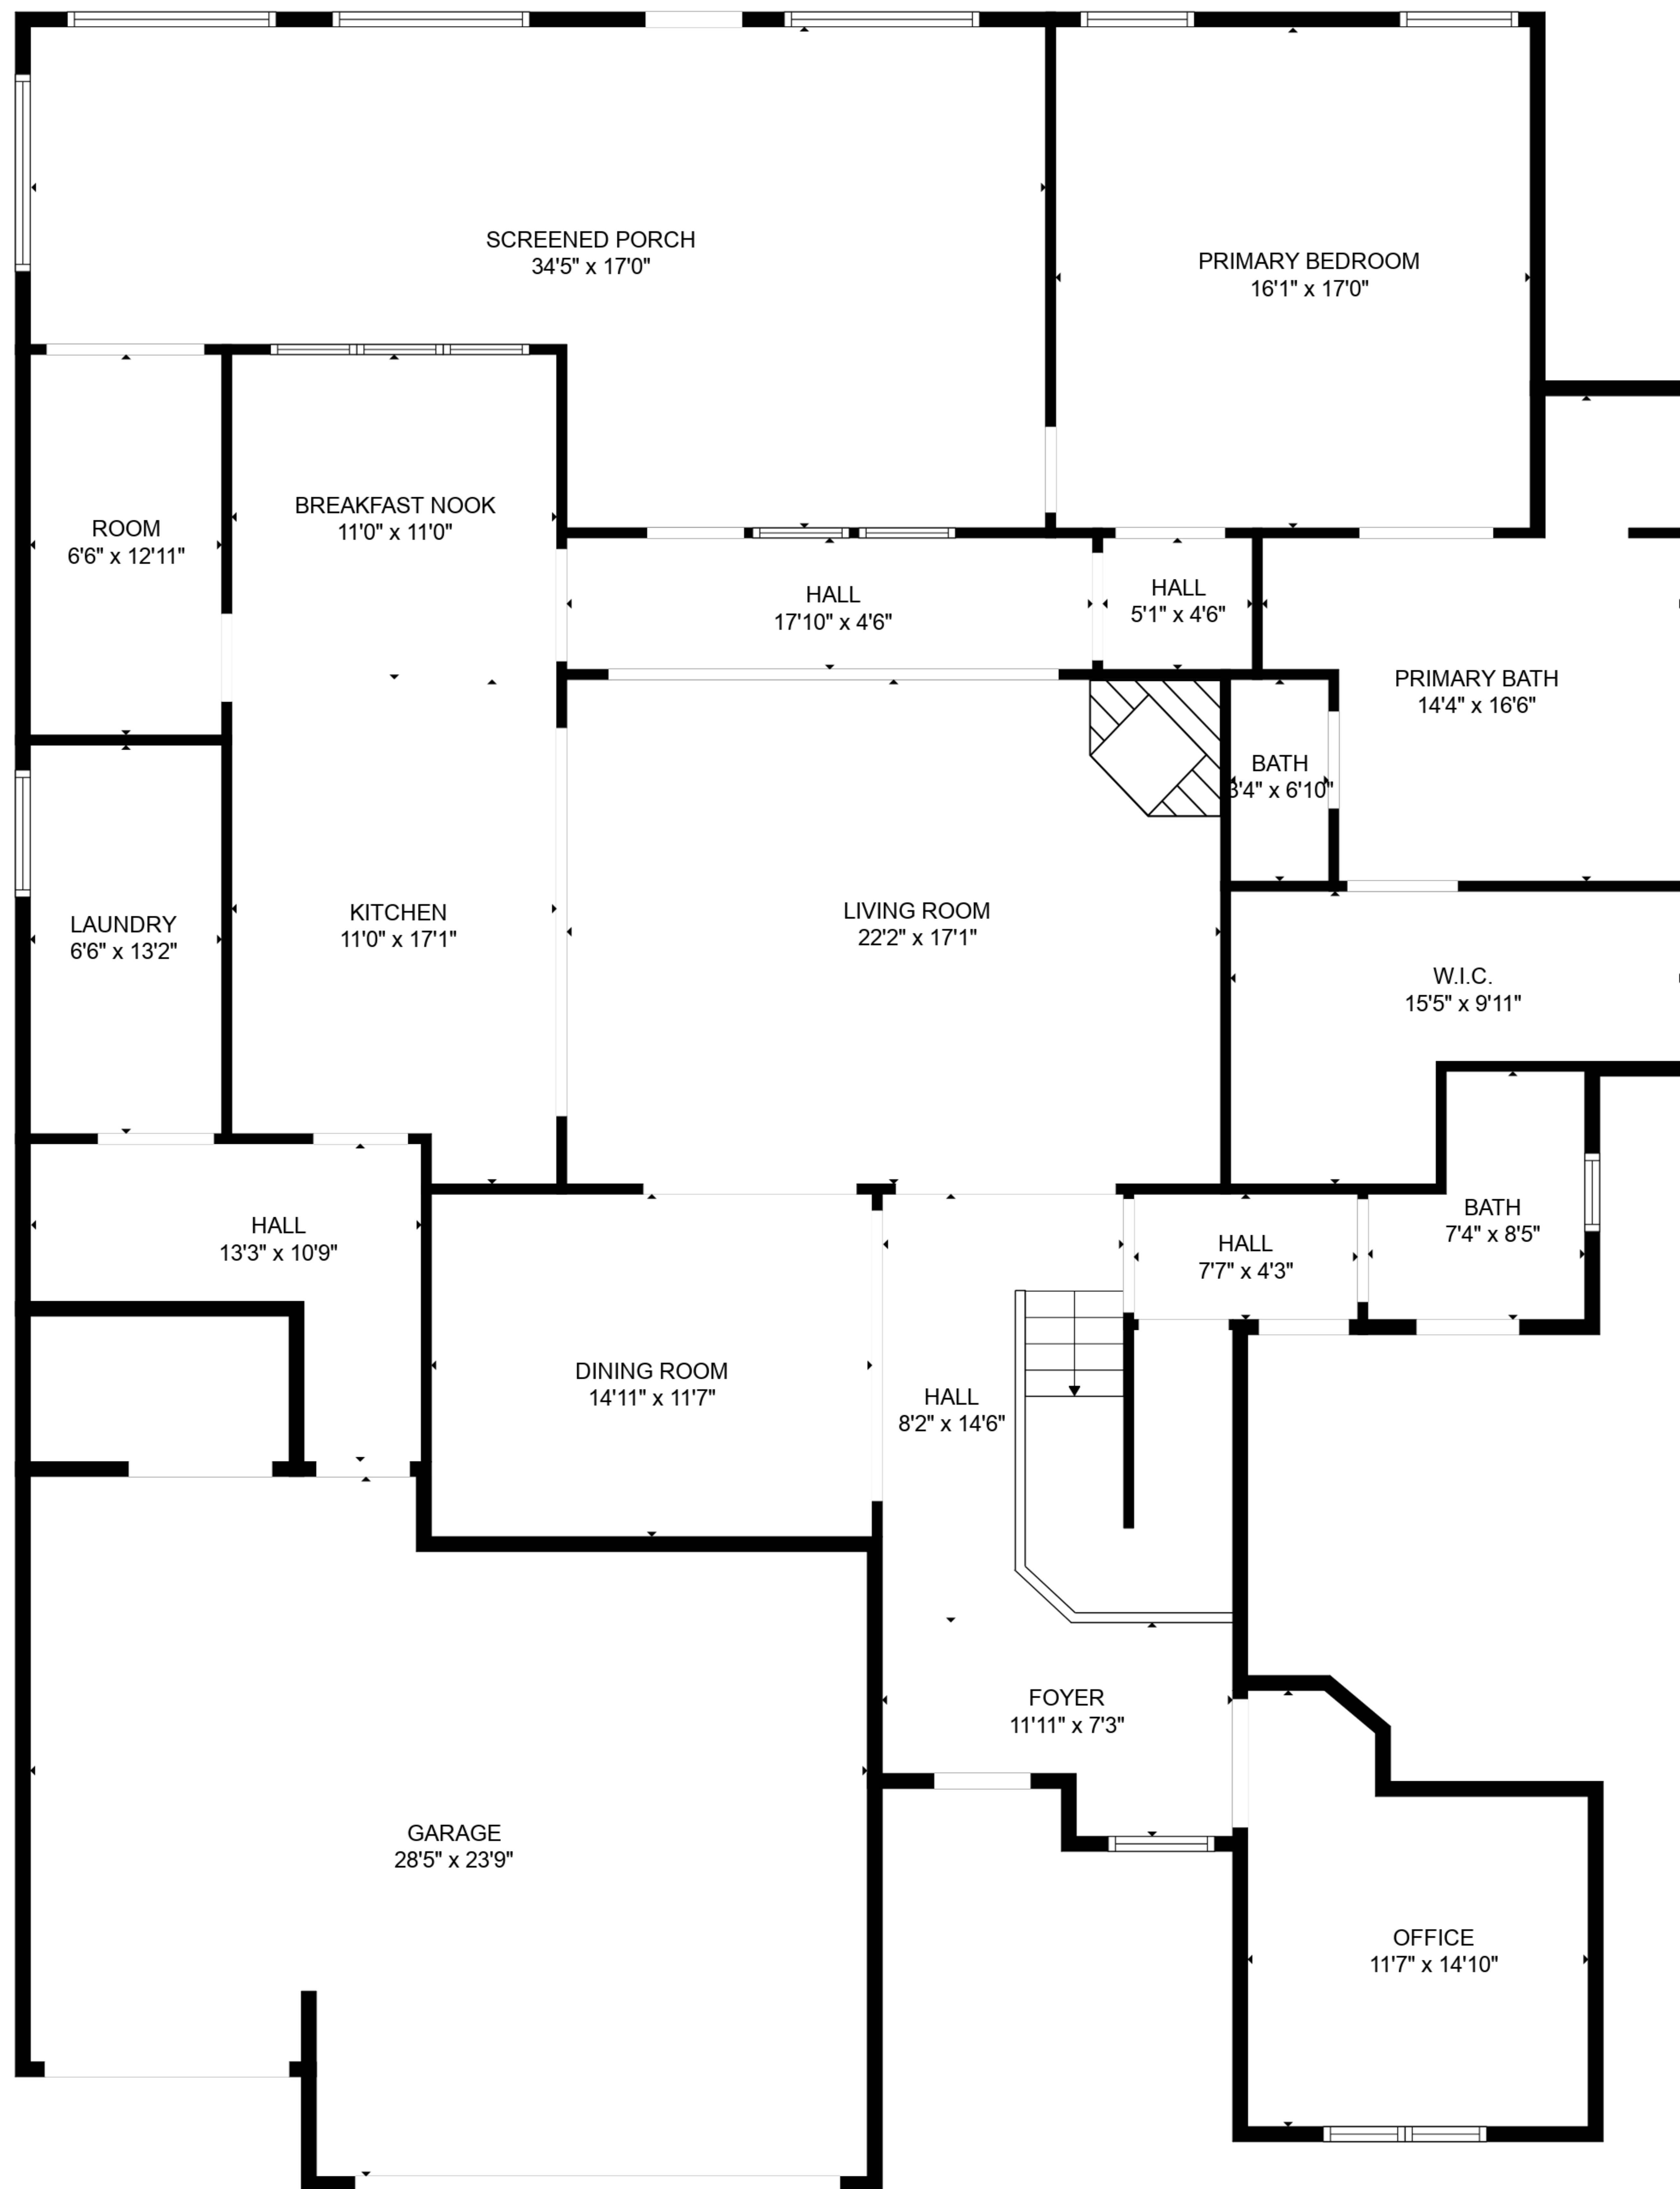 SCREENED PORCH
34'5" x 17'0"
PRIMARY BEDROOM
16'1" x 17'0"
BREAKFAST NOOK
11'0" x 11'0"
ROOM
6'6" x 12'11"
HALL
17'10" x 4'6"
HALL
5'1" x 4'6"
PRIMARY BATH
14'4" x 16'6"
BATH
3'4" x 6'10"
LAUNDRY
6'6" x 13'2"
KITCHEN
11'0" x 17'1"
LIVING ROOM
22'2" x 17'1"
W.I.C.
15'5" x 9'11"
HALL
13'3" x 10'9"
HALL
7'7" x 4'3"
BATH
7'4" x 8'5"
DINING ROOM
14'11" x 11'7"
HALL
8'2" x 14'6"
FOYER
11'11" x 7'3"
GARAGE
28'5" x 23'9"
OFFICE
11'7" x 14'10"